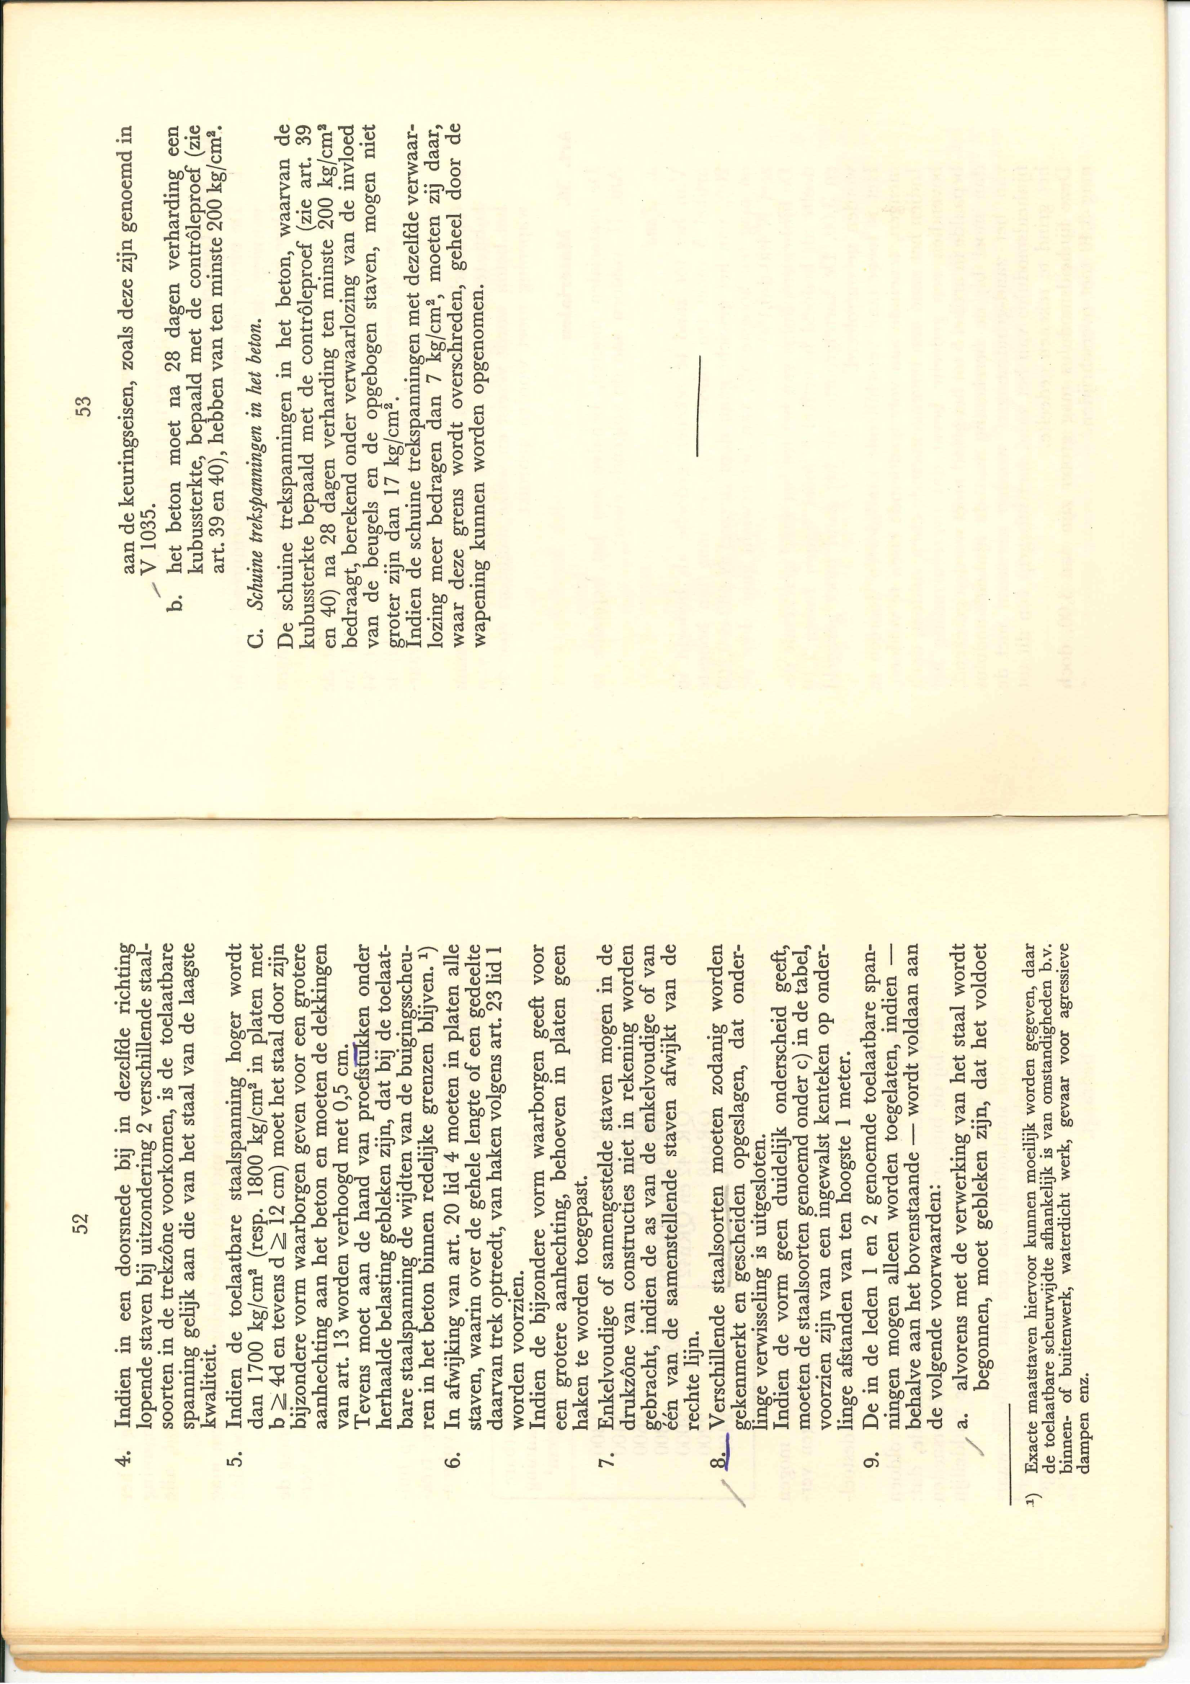 52
4. Indien in een doorsnede bij in dezelfde richting
lopende staven bij uitzondering 2 verschillende staal-
soorten in de trekzône voorkomen, is de toelaatbare
spanning gelijk aan die van het staal van de laagste
kwaliteit.
5. Indien de toelaatbare staalspanning hoger wordt
dan 1700 kg/cm² (resp. 1800 kg/cm² in platen met
b ≧ 4d en tevens d ≧ 12 cm) moet het staal door zijn
bijzondere vorm waarborgen geven voor een grotere
aanhechting aan het beton en moeten de dekkingen
van art. 13 worden verhoogd met 0,5 cm.
Tevens moet aan de hand van proefstukken onder
herhaalde belasting gebleken zijn, dat bij de toelaat-
bare staalspanning de wijdten van de buigingsscheu-
ren in het beton binnen redelijke grenzen blijven. ¹)
6. In afwijking van art. 20 lid 4 moeten in platen alle
staven, waarin over de gehele lengte of een gedeelte
daarvan trek optreedt, van haken volgens art. 23 lid 1
worden voorzien.
Indien de bijzondere vorm waarborgen geeft voor
een grotere aanhechting, behoeven in platen geen
haken te worden toegepast.
7. Enkelvoudige of samengestelde staven mogen in de
drukzône van constructies niet in rekening worden
gebracht, indien de as van de enkelvoudige of van
één van de samenstellende staven afwijkt van de
rechte lijn.
8. Verschillende staalsoorten moeten zodanig worden
gekenmerkt en gescheiden opgeslagen, dat onder-
linge verwisseling is uitgesloten.
Indien de vorm geen duidelijk onderscheid geeft,
moeten de staalsoorten genoemd onder c) in de tabel,
voorzien zijn van een ingewalst kenteken op onder-
linge afstanden van ten hoogste 1 meter.
9. De in de leden 1 en 2 genoemde toelaatbare span-
ningen mogen alleen worden toegelaten, indien —
behalve aan het bovenstaande — wordt voldaan aan
de volgende voorwaarden:
a. alvorens met de verwerking van het staal wordt
begonnen, moet gebleken zijn, dat het voldoet
¹) Exacte maatstaven hiervoor kunnen moeilijk worden gegeven, daar
de toelaatbare scheurwijdte afhankelijk is van omstandigheden b.v.
binnen- of buitenwerk, waterdicht werk, gevaar voor agressieve
dampen enz.
53
aan de keuringseisen, zoals deze zijn genoemd in
V 1035.
b. het beton moet na 28 dagen verharding een
kubussterkte, bepaald met de contrôleproef (zie
art. 39 en 40), hebben van ten minste 200 kg/cm².
C. Schuine trekspanningen in het beton.
De schuine trekspanningen in het beton, waarvan de
kubussterkte bepaald met de contrôleproef (zie art. 39
en 40) na 28 dagen verharding ten minste 200 kg/cm²
bedraagt, berekend onder verwaarlozing van de invloed
van de beugels en de opgebogen staven, mogen niet
groter zijn dan 17 kg/cm².
Indien de schuine trekspanningen met dezelfde verwaar-
lozing meer bedragen dan 7 kg/cm², moeten zij daar,
waar deze grens wordt overschreden, geheel door de
wapening kunnen worden opgenomen.